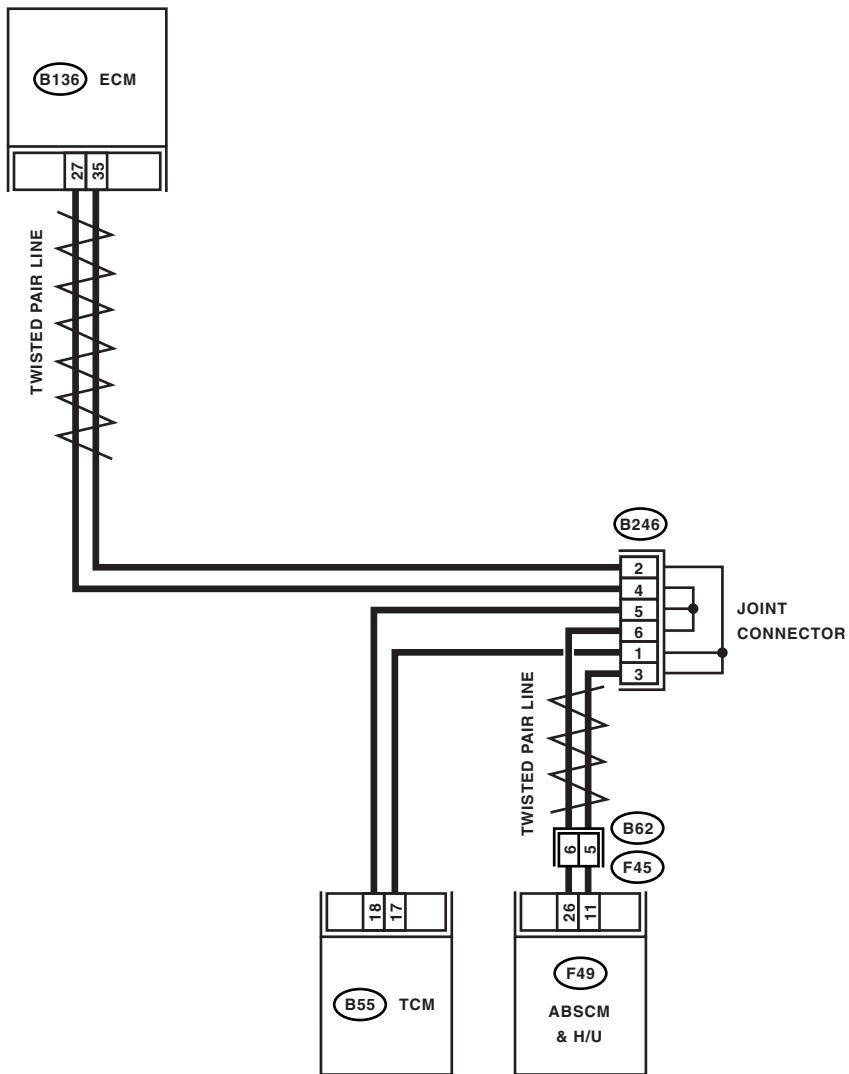 B136 ECM
27 35
TWISTED PAIR LINE
B246
2
4
5
6
1
3
JOINT
CONNECTOR
TWISTED PAIR LINE
B62
6 5
F45
18 17
26 11
B55 TCM
F49
ABSCM
& H/U